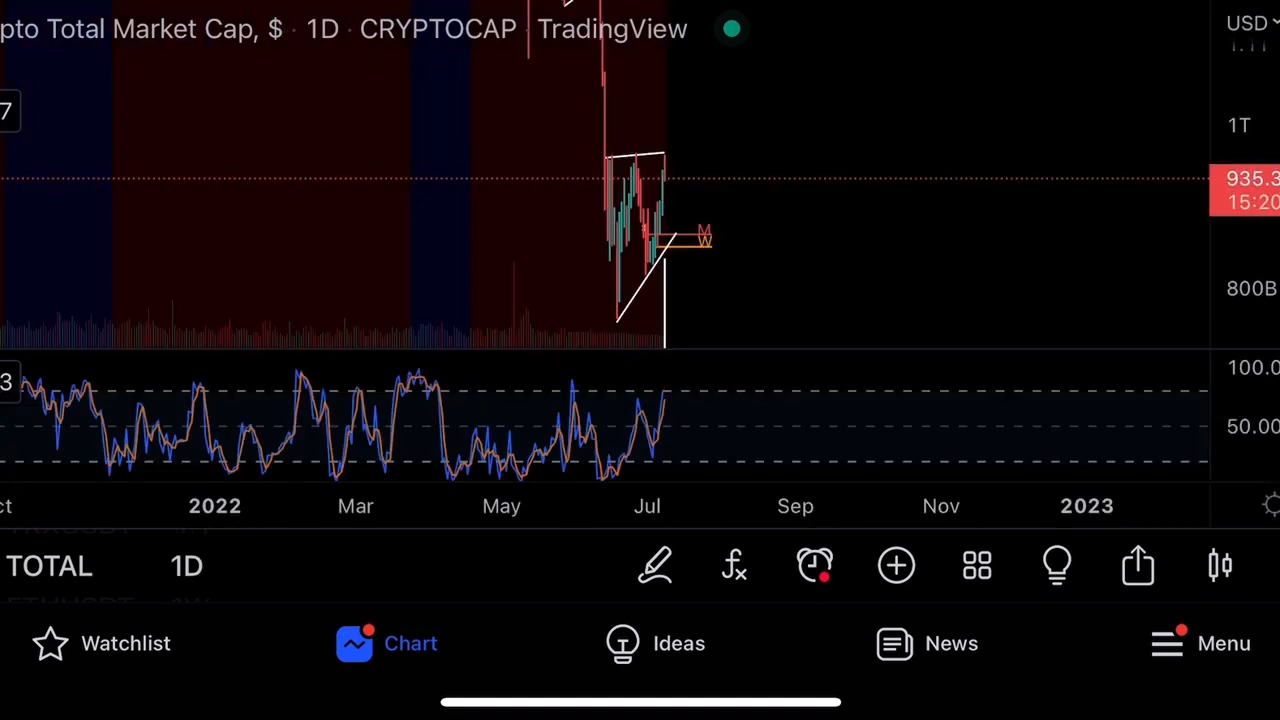 pto Total Market Cap, $ · 1D · CRYPTOCAP · TradingView
USD
1T
7
935.3
15:20
M
W
800B
3
100.0
50.00
ct 2022 Mar May Jul Sep Nov 2023
TOTAL 1D
Watchlist Chart Ideas News Menu